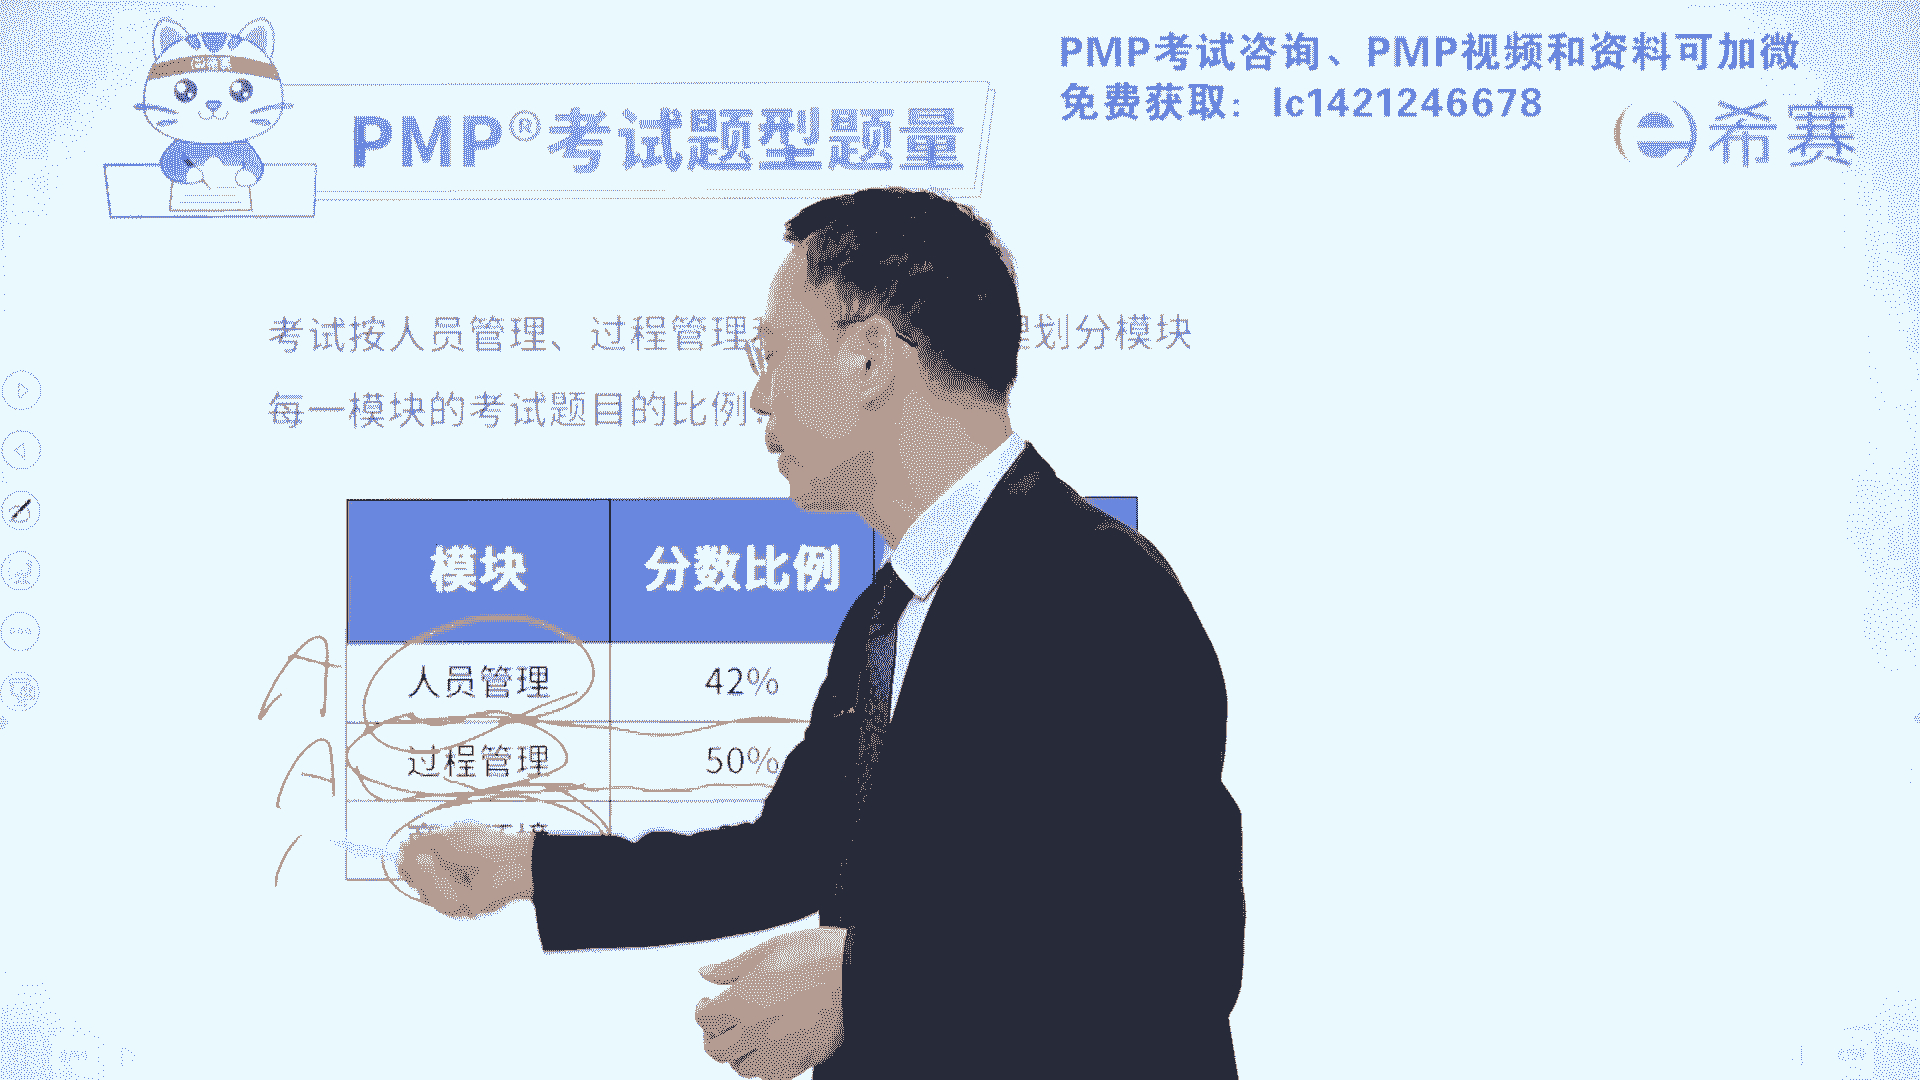 PMP考试咨询、PMP视频和资料可加微
免费获取：lc1421246678
希赛
PMP®考试题型题量
考试按人员管理、过程管理 划分模块
每一模块的考试题目的比例
模块 分数比例
A 人员管理 42%
A 过程管理 50%